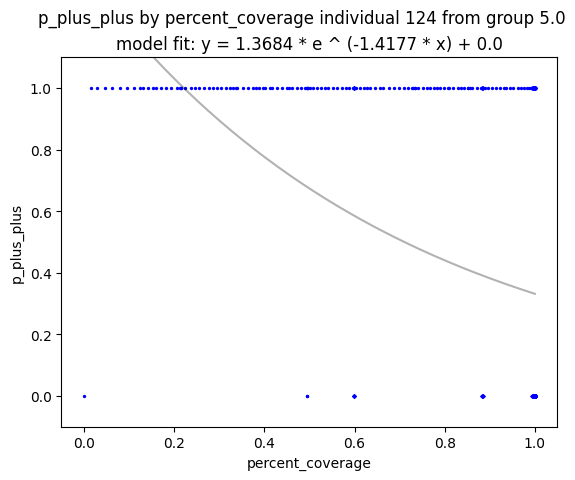 p_plus_plus by percent_coverage individual 124 from group 5.0
model fit: y = 1.3684 * e ^ (-1.4177 * x) + 0.0
1.0
0.8
0.6
0.4
0.2
0.0
p_plus_plus
0.0 0.2 0.4 0.6 0.8 1.0
percent_coverage